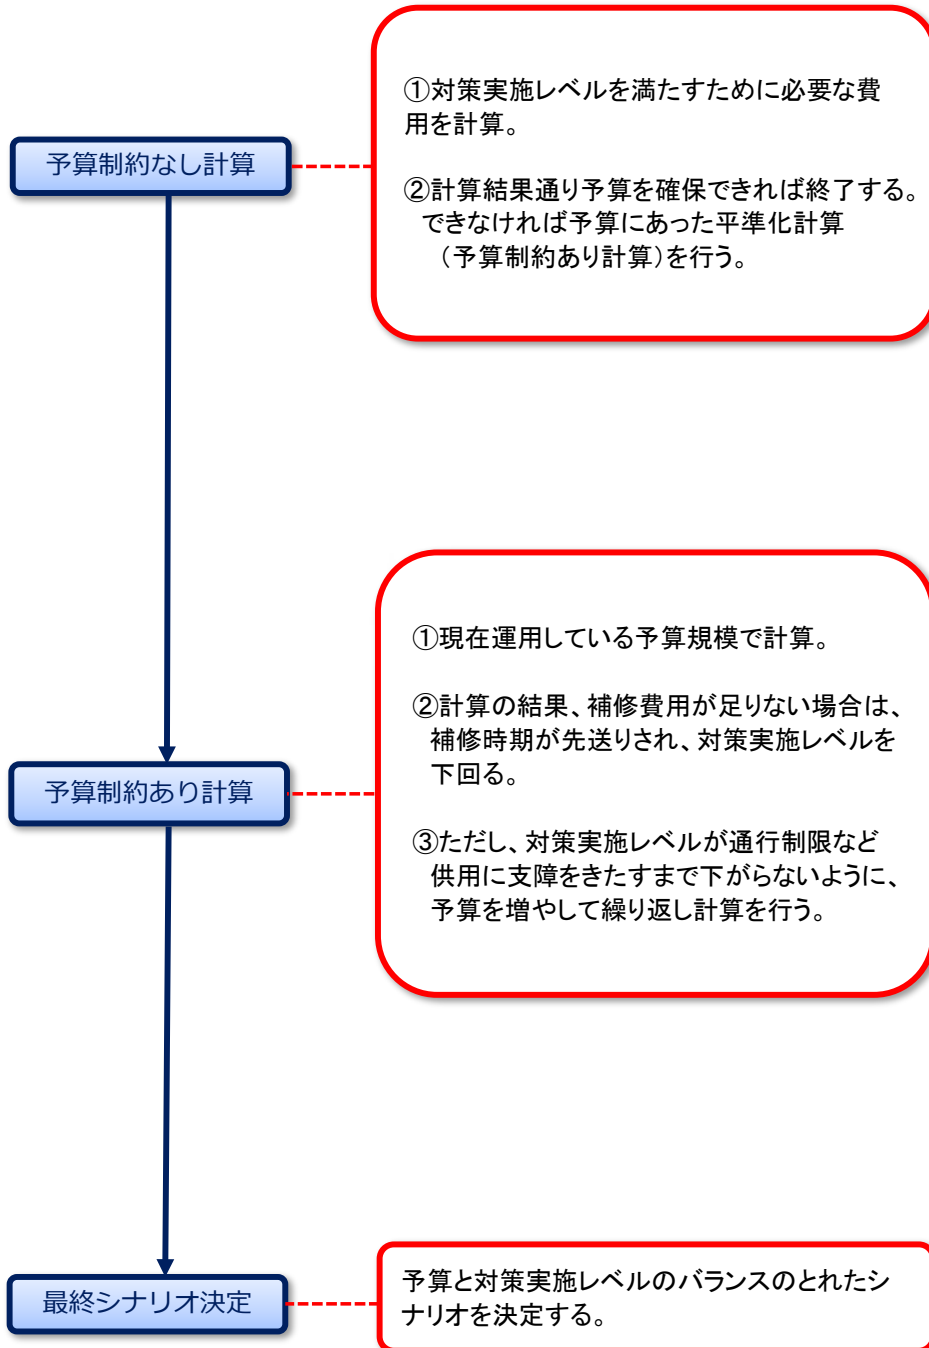 予算制約なし計算
①対策実施レベルを満たすために必要な費
用を計算。
②計算結果通り予算を確保できれば終了する。
できなければ予算にあった平準化計算
(予算制約あり計算)を行う。
予算制約あり計算
①現在運用している予算規模で計算。
②計算の結果、補修費用が足りない場合は、
補修時期が先送りされ、対策実施レベルを
下回る。
③ただし、対策実施レベルが通行制限など
供用に支障をきたすまで下がらないように、
予算を増やして繰り返し計算を行う。
最終シナリオ決定
予算と対策実施レベルのバランスのとれたシ
ナリオを決定する。